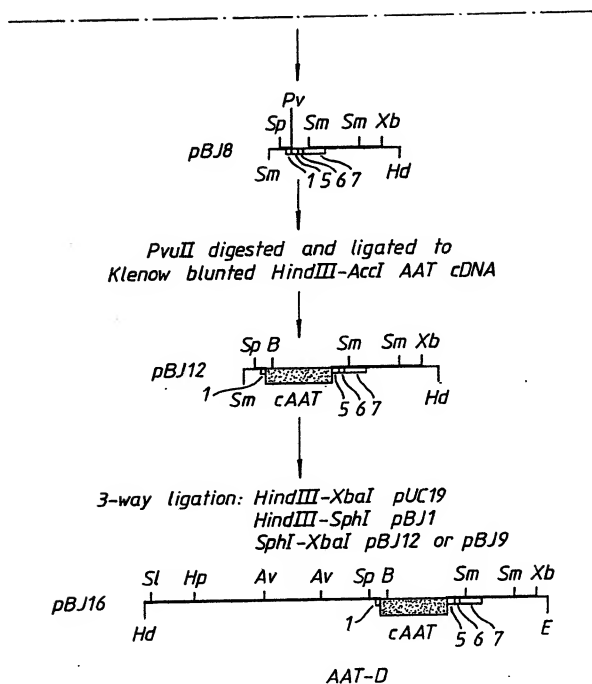 Pv
Sp Sm Sm Xb
pBJ8
Sm 1 5 6 7 Hd
PvuII digested and ligated to
Klenow blunted HindIII-AccI AAT cDNA
Sp B Sm Sm Xb
pBJ12
1 Sm cAAT 5 6 7 Hd
3-way ligation: HindIII-XbaI pUC19
HindIII-SphI pBJ1
SphI-XbaI pBJ12 or pBJ9
Sl Hp Av Av Sp B Sm Sm Xb
pBJ16
Hd 1 cAAT 5 6 7 E
AAT-D